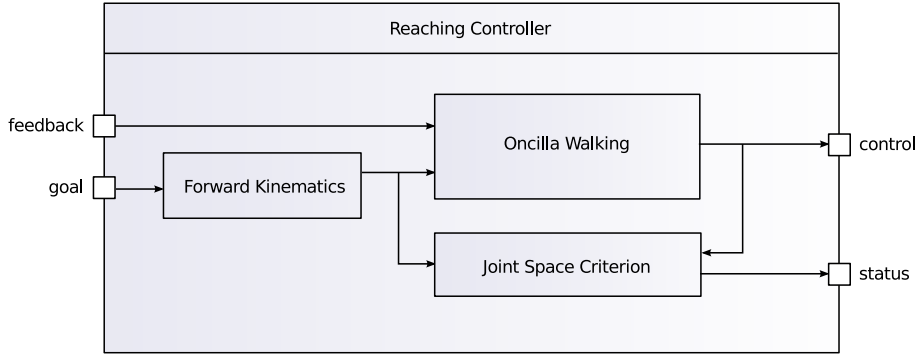 Reaching Controller
feedback
Oncilla Walking
control
goal
Forward Kinematics
Joint Space Criterion
status